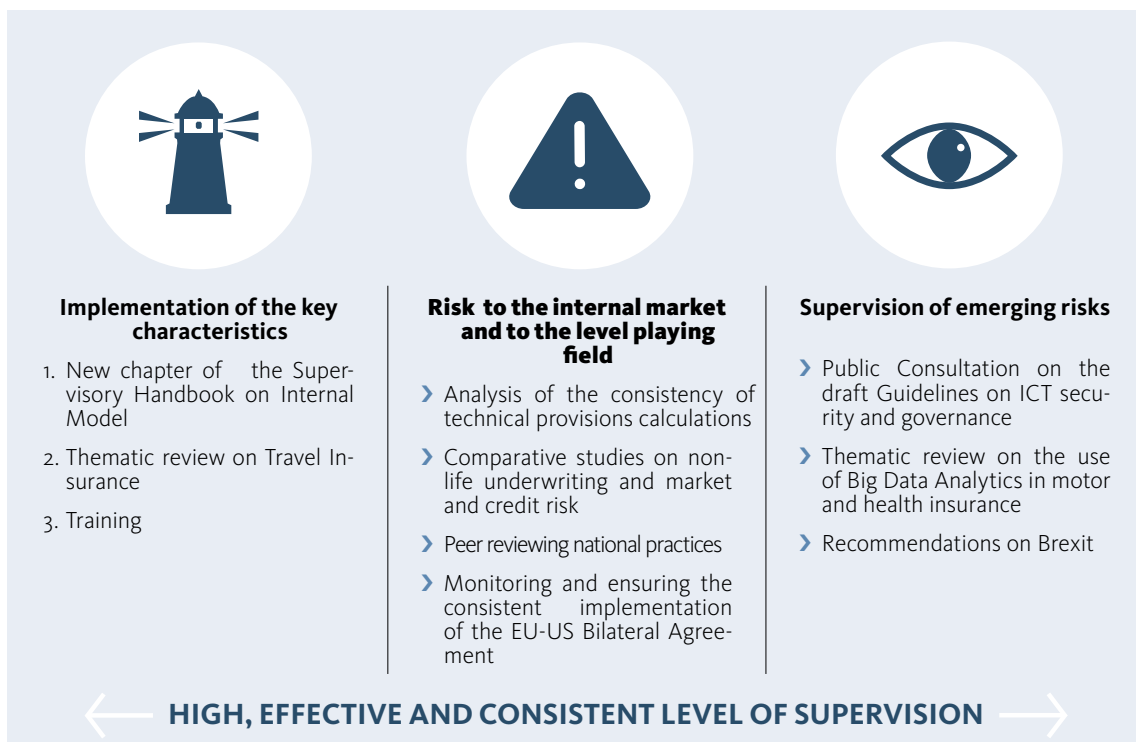 Implementation of the key
characteristics
1. New chapter of the Super-
visory Handbook on Internal
Model
2. Thematic review on Travel In-
surance
3. Training
Risk to the internal market
and to the level playing
field
› Analysis of the consistency of
technical provisions calculations
› Comparative studies on non-
life underwriting and market
and credit risk
› Peer reviewing national practices
› Monitoring and ensuring the
consistent implementation
of the EU-US Bilateral Agree-
ment
Supervision of emerging risks
› Public Consultation on the
draft Guidelines on ICT secu-
rity and governance
› Thematic review on the use
of Big Data Analytics in motor
and health insurance
› Recommendations on Brexit
HIGH, EFFECTIVE AND CONSISTENT LEVEL OF SUPERVISION